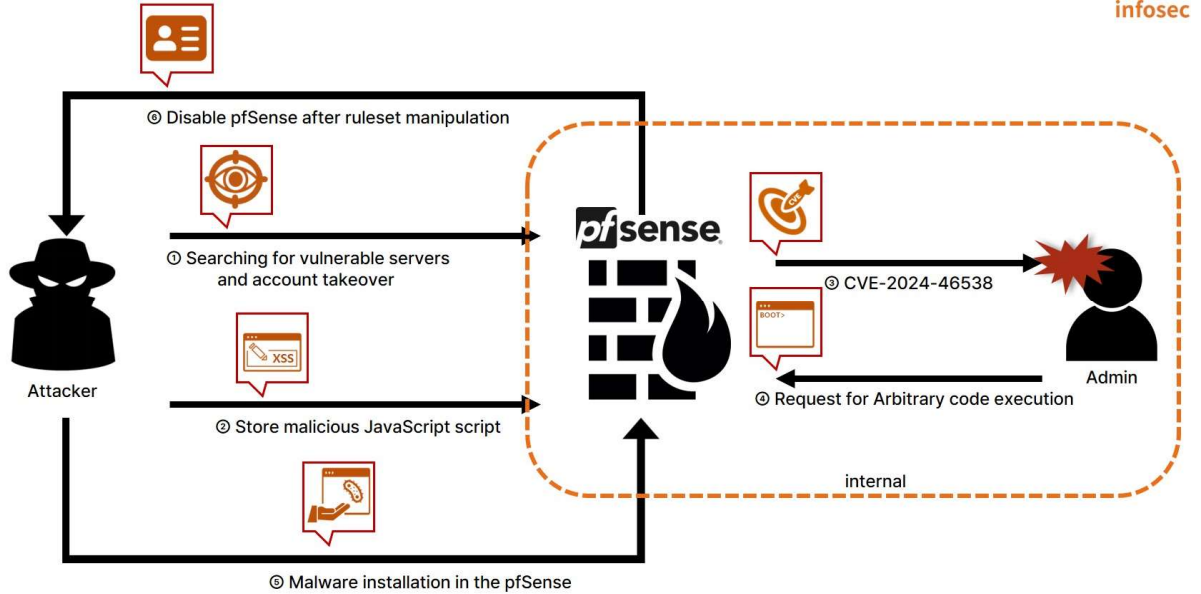 infosec
⑥ Disable pfSense after ruleset manipulation
① Searching for vulnerable servers
and account takeover
pfsense
CVE
③ CVE-2024-46538
BOOT>
XSS
Attacker
Admin
④ Request for Arbitrary code execution
② Store malicious JavaScript script
internal
⑤ Malware installation in the pfSense